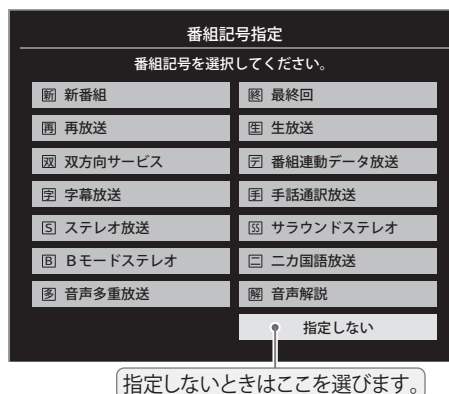 番組記号指定
番組記号を選択してください。
新 新番組
終 最終回
再 再放送
生 生放送
双 双方向サービス
デ 番組連動データ放送
字 字幕放送
手 手話通訳放送
S ステレオ放送
SS サラウンドステレオ
B Bモードステレオ
二 二カ国語放送
多 音声多重放送
解 音声解説
指定しない
指定しないときはここを選びます。